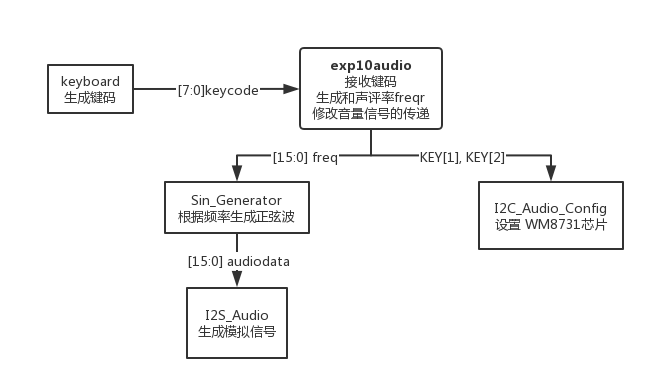 keyboard
生成键码
[7:0]keycode
exp10audio
接收键码
生成和声评率freqr
修改音量信号的传递
[15:0] freq
KEY[1], KEY[2]
Sin_Generator
根据频率生成正弦波
I2C_Audio_Config
设置 WM8731芯片
[15:0] audiodata
I2S_Audio
生成模拟信号